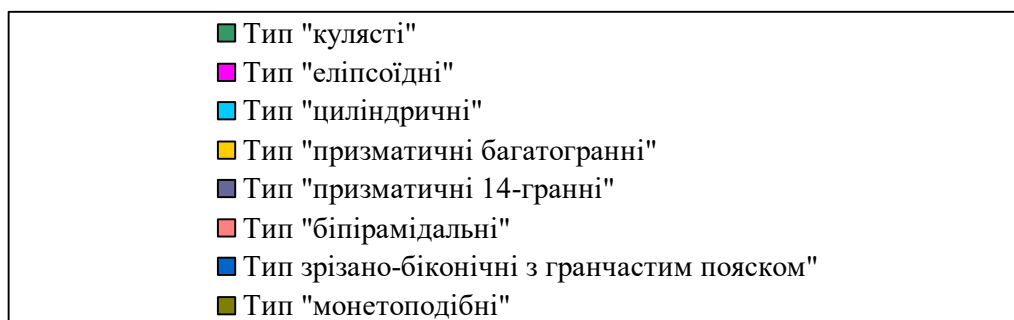 Тип "кулясті"
Тип "еліпсоїдні"
Тип "циліндричні"
Тип "призматичні багатогранні"
Тип "призматичні 14-гранні"
Тип "біпірамідальні"
Тип зрізано-біконічні з гранчастим пояском"
Тип "монетоподібні"